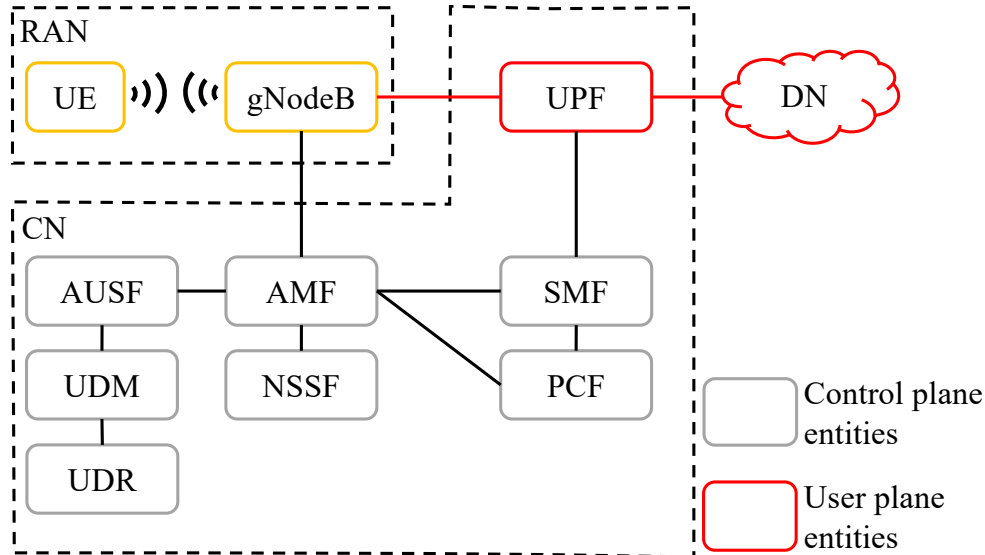 RAN
UE
gNodeB
UPF
DN
CN
AUSF
AMF
SMF
UDM
NSSF
PCF
UDR
Control plane
entities
User plane
entities